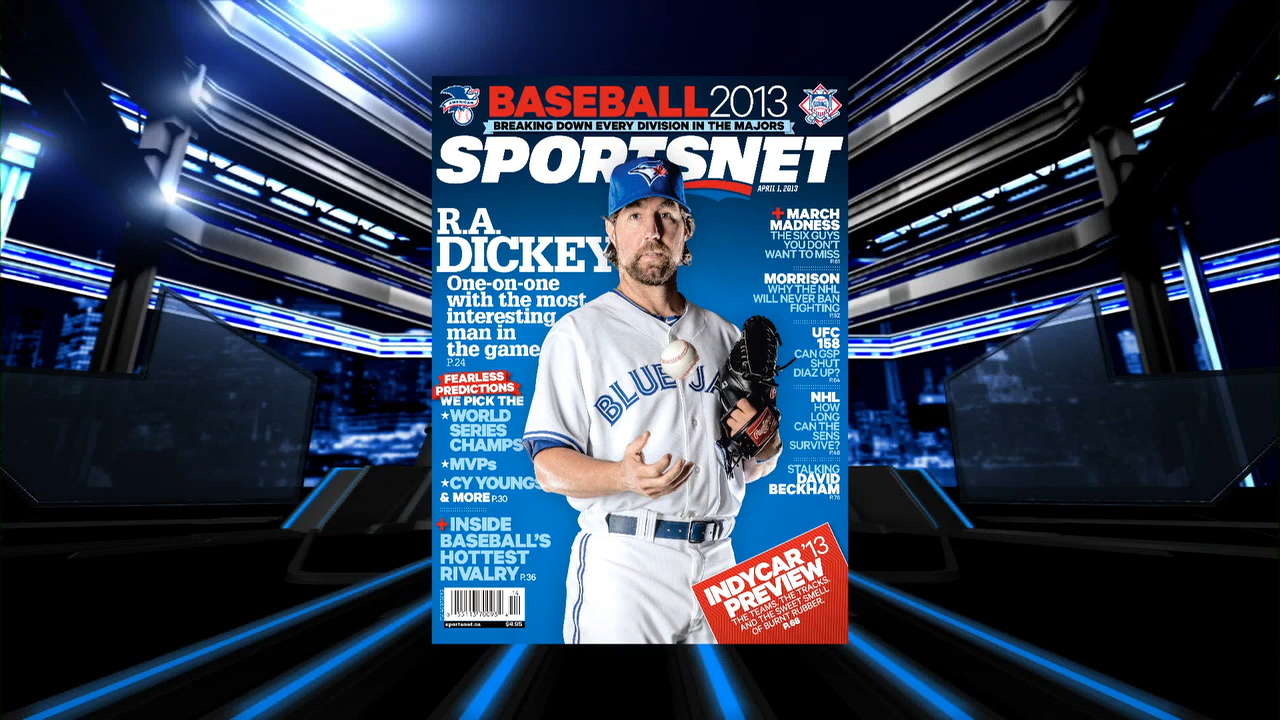 BASEBALL 2013
BREAKING DOWN EVERY DIVISION IN THE MAJORS
SPORTSNET
APRIL 1, 2013
R.A.
DICKEY
One-on-one
with the most
interesting
man in
the game
P.24
FEARLESS
PREDICTIONS
WE PICK THE
★WORLD
SERIES
CHAMPS
★MVPs
★CY YOUNGS
& MORE P.30
+INSIDE
BASEBALL'S
HOTTEST
RIVALRY P.36
sportsnet.ca $4.95
BLUE JA
+ MARCH
MADNESS
THE SIX GUYS
YOU DON'T
WANT TO MISS
MORRISON
WHY THE NHL
WILL NEVER BAN
FIGHTING
UFC
158
CAN GSP
SHUT
DIAZ UP?
P.64
NHL
HOW
LONG
CAN THE
SENS
SURVIVE?
STALKING
DAVID
BECKHAM
INDYCAR '13
PREVIEW
THE TEAMS, THE TRACKS,
AND THE SWEET SMELL
OF BURNT RUBBER.
P.68